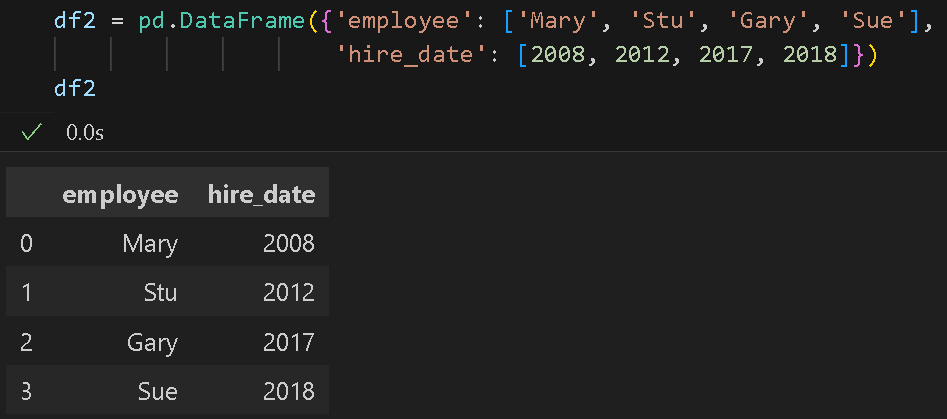 df2 = pd.DataFrame({'employee': ['Mary', 'Stu', 'Gary', 'Sue'],
'hire_date': [2008, 2012, 2017, 2018]})
df2
0.0s
employee hire_date
0 Mary 2008
1 Stu 2012
2 Gary 2017
3 Sue 2018